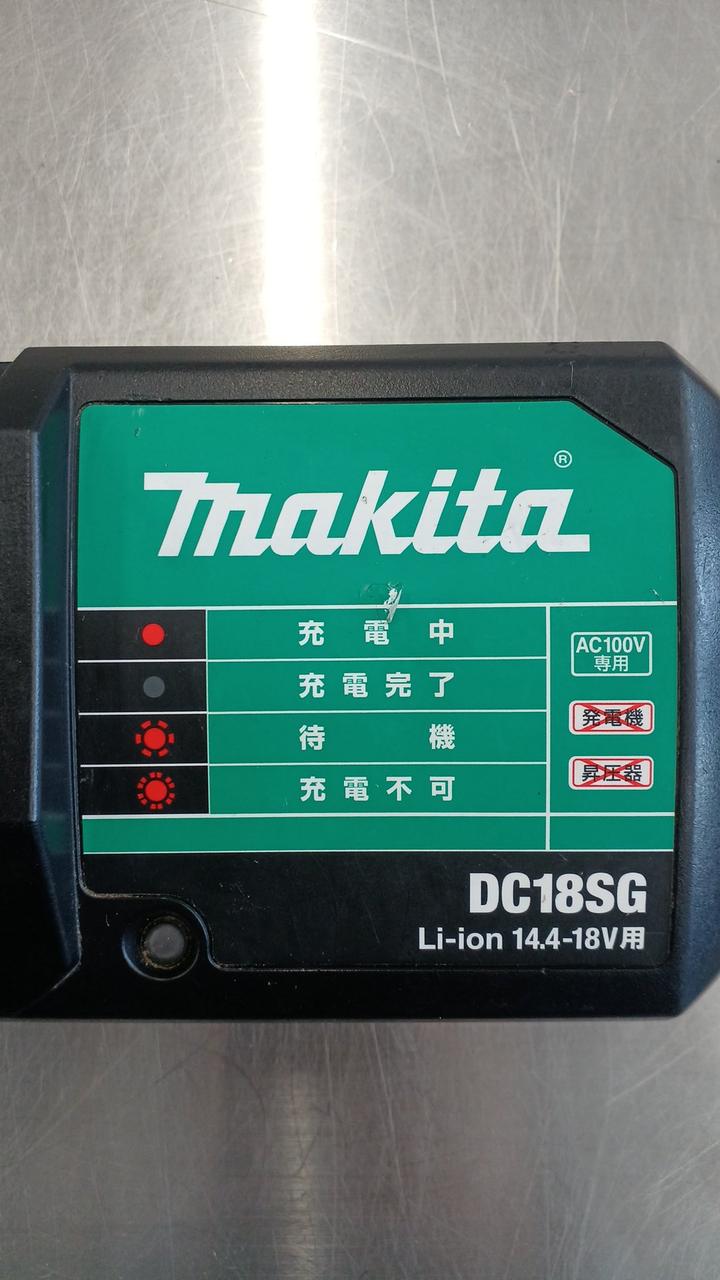 makita®
充電中
充電完了
待機
充電不可
AC100V
専用
発電機
昇圧器
DC18SG
Li-ion 14.4-18V用